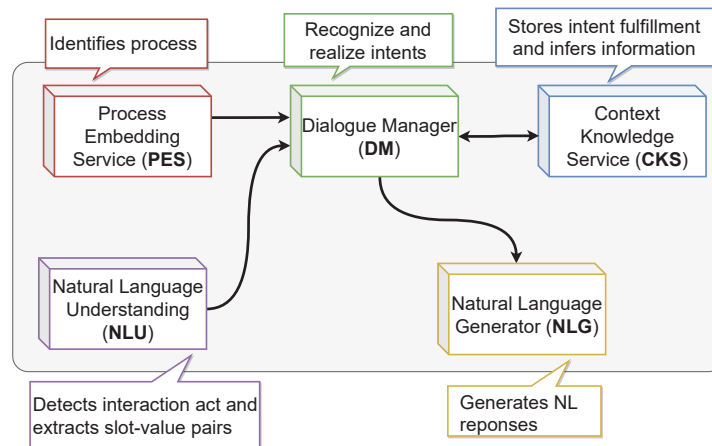 Identifies process
Recognize and
realize intents
Stores intent fulfillment
and infers information
Process
Embedding
Service (PES)
Dialogue Manager
(DM)
Context
Knowledge
Service (CKS)
Natural Language
Understanding
(NLU)
Natural Language
Generator (NLG)
Detects interaction act and
extracts slot-value pairs
Generates NL
reponses